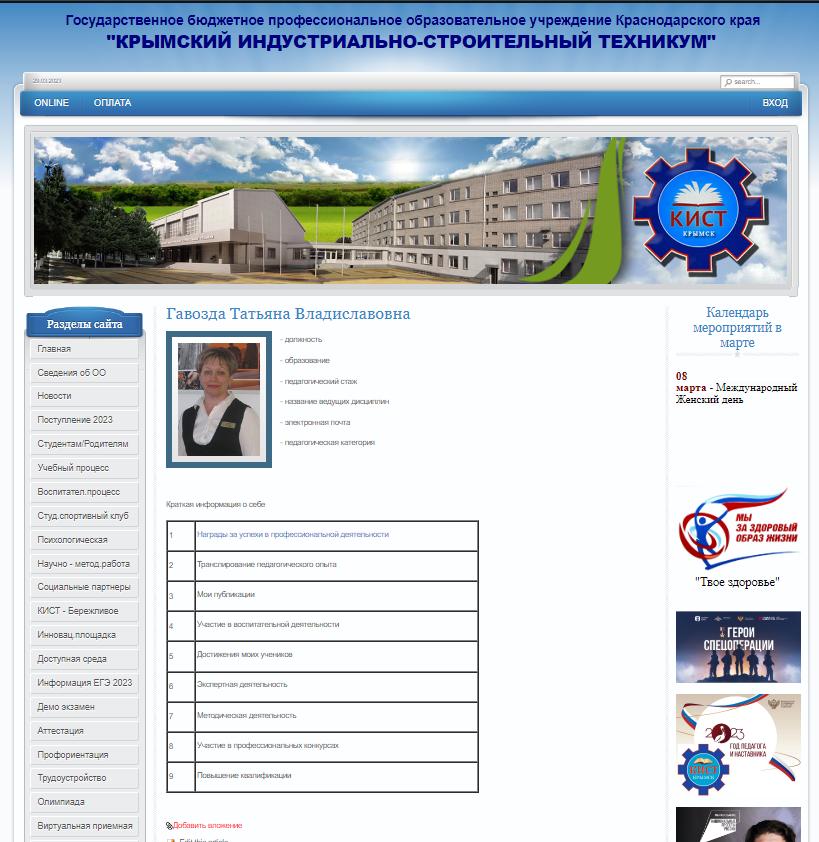 Государственное бюджетное профессиональное образовательное учреждение Краснодарского края
"КРЫМСКИЙ ИНДУСТРИАЛЬНО-СТРОИТЕЛЬНЫЙ ТЕХНИКУМ"
29.03.2023
search...
ONLINE
ОПЛАТА
ВХОД
КИСТ
КРЫМСК
Разделы сайта
Главная
Сведения об ОО
Новости
Поступление 2023
Студентам/Родителям
Учебный процесс
Воспитател.процесс
Студ.спортивный клуб
Психологическая
Научно - метод.работа
Социальные партнеры
КИСТ - Бережливое
Инновац.площадка
Доступная среда
Информация ЕГЭ 2023
Демо экзамен
Аттестация
Профориентация
Трудоустройство
Олимпиада
Виртуальная приемная
Гавозда Татьяна Владиславовна
- должность
- образование
- педагогический стаж
- название ведущих дисциплин
- электронная почта
- педагогическая категория
Краткая информация о себе
1 Награды за успехи в профессиональной деятельности
2 Транслирование педагогического опыта
3 Мои публикации
4 Участие в воспитательной деятельности
5 Достижения моих учеников
6 Экспертная деятельность
7 Методическая деятельность
8 Участие в профессиональных конкурсах
9 Повышение квалификации
Добавить вложение
Edit this article
Календарь
мероприятий в
марте
08
марта - Международный
Женский день
МЫ
ЗА ЗДОРОВЫЙ
ОБРАЗ ЖИЗНИ
"Твое здоровье"
ГЕРОИ
СПЕЦОПЕРАЦИИ
2023
ГОД ПЕДАГОГА
И НАСТАВНИКА
КИСТ